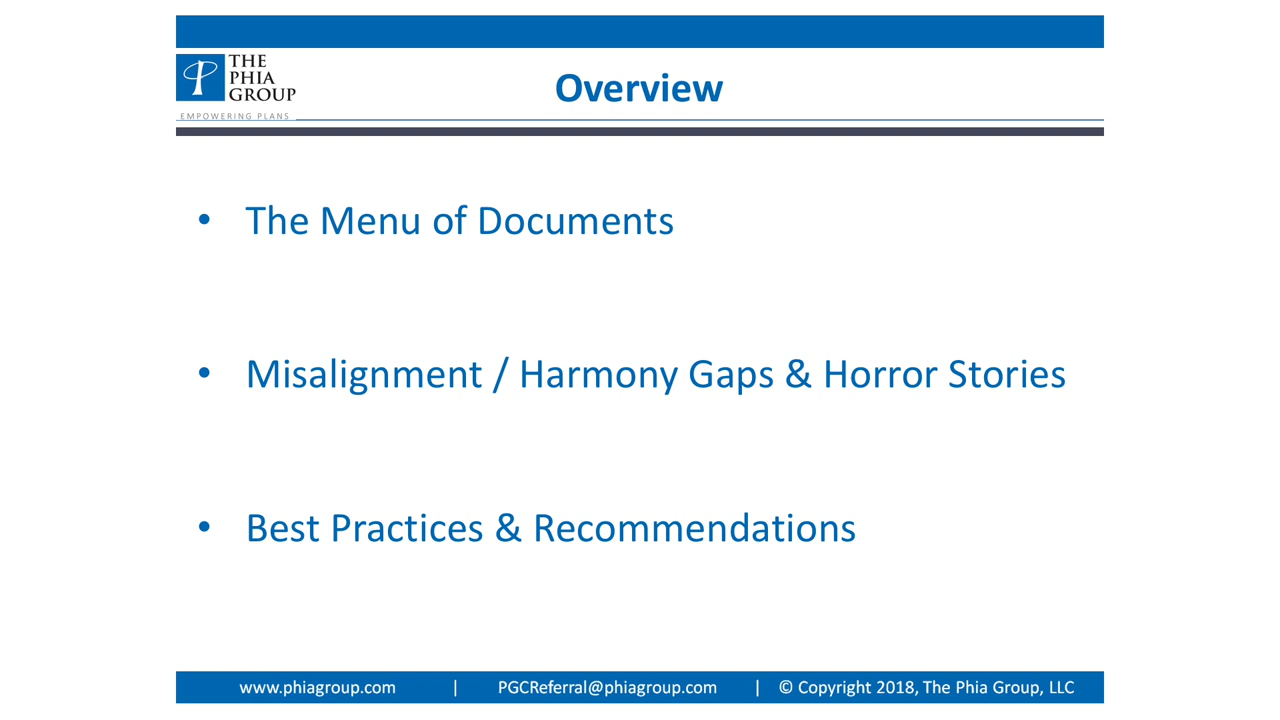 THE
PHIA
GROUP
EMPOWERING PLANS
Overview
• The Menu of Documents
• Misalignment / Harmony Gaps & Horror Stories
• Best Practices & Recommendations
www.phiagroup.com | PGCReferral@phiagroup.com | © Copyright 2018, The Phia Group, LLC